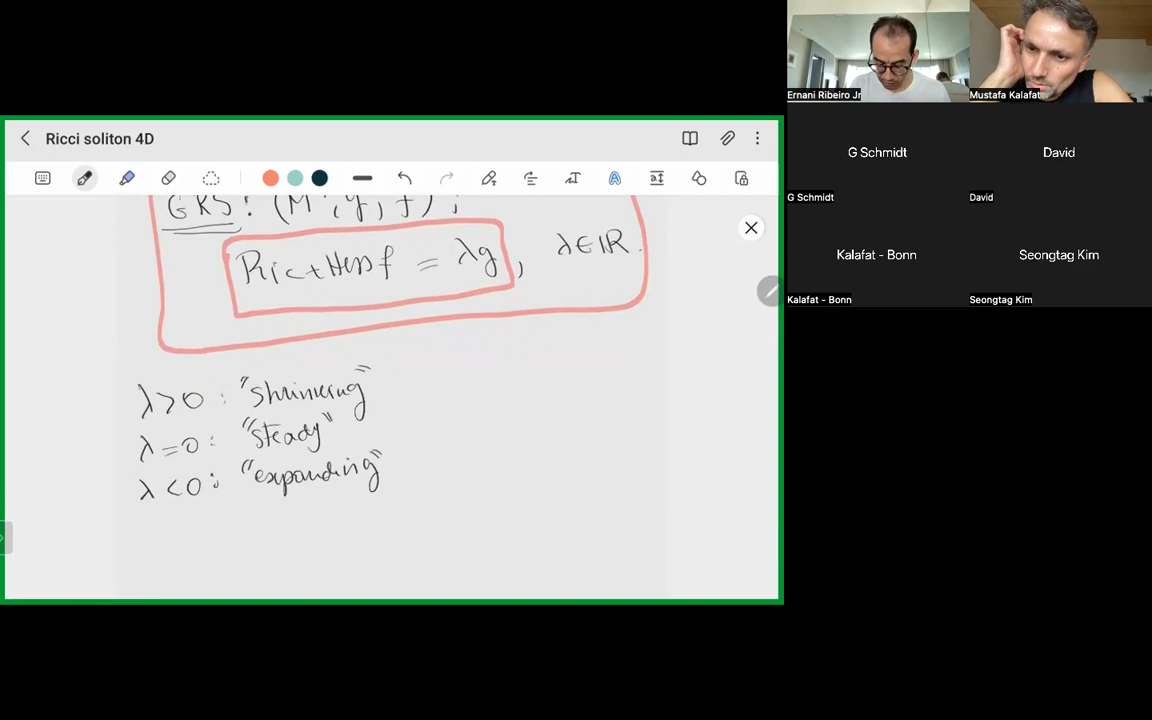 Ernani Ribeiro Jr
Mustafa Kalafat
G Schmidt
David
G Schmidt
David
Kalafat - Bonn
Seongtag Kim
Kalafat - Bonn
Seongtag Kim
Ricci soliton 4D
GRS: (M, g, f);
Ric+Hess f = λg, λ∈IR.
λ>0: "shrinking"
λ=0: "steady"
λ<0: "expanding"